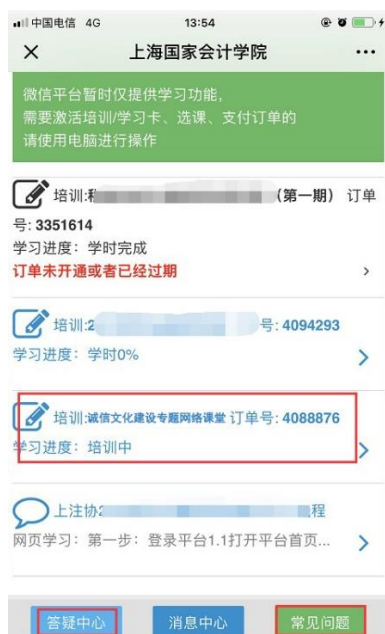 中国电信 4G 13:54
上海国家会计学院
微信平台暂时仅提供学习功能,
需要激活培训/学习卡、选课、支付订单的
请使用电脑进行操作
培训: (第一期) 订单
号: 3351614
学习进度: 学时完成
订单未开通或者已经过期
培训:2 号: 4094293
学习进度: 学时0%
培训:诚信文化建设专题网络课堂 订单号: 4088876
学习进度: 培训中
上注协 程
网页学习: 第一步: 登录平台1.1打开平台首页...
答疑中心 消息中心 常见问题